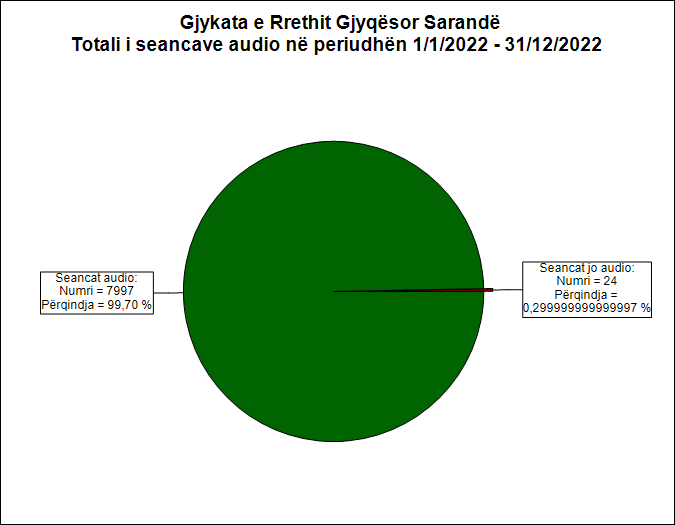 Gjykata e Rrethit Gjyqësor Sarandë
Totali i seancave audio në periudhën 1/1/2022 - 31/12/2022
Seancat audio:
Numri = 7997
Përqindja = 99,70 %
Seancat jo audio:
Numri = 24
Përqindja =
0,299999999999997 %